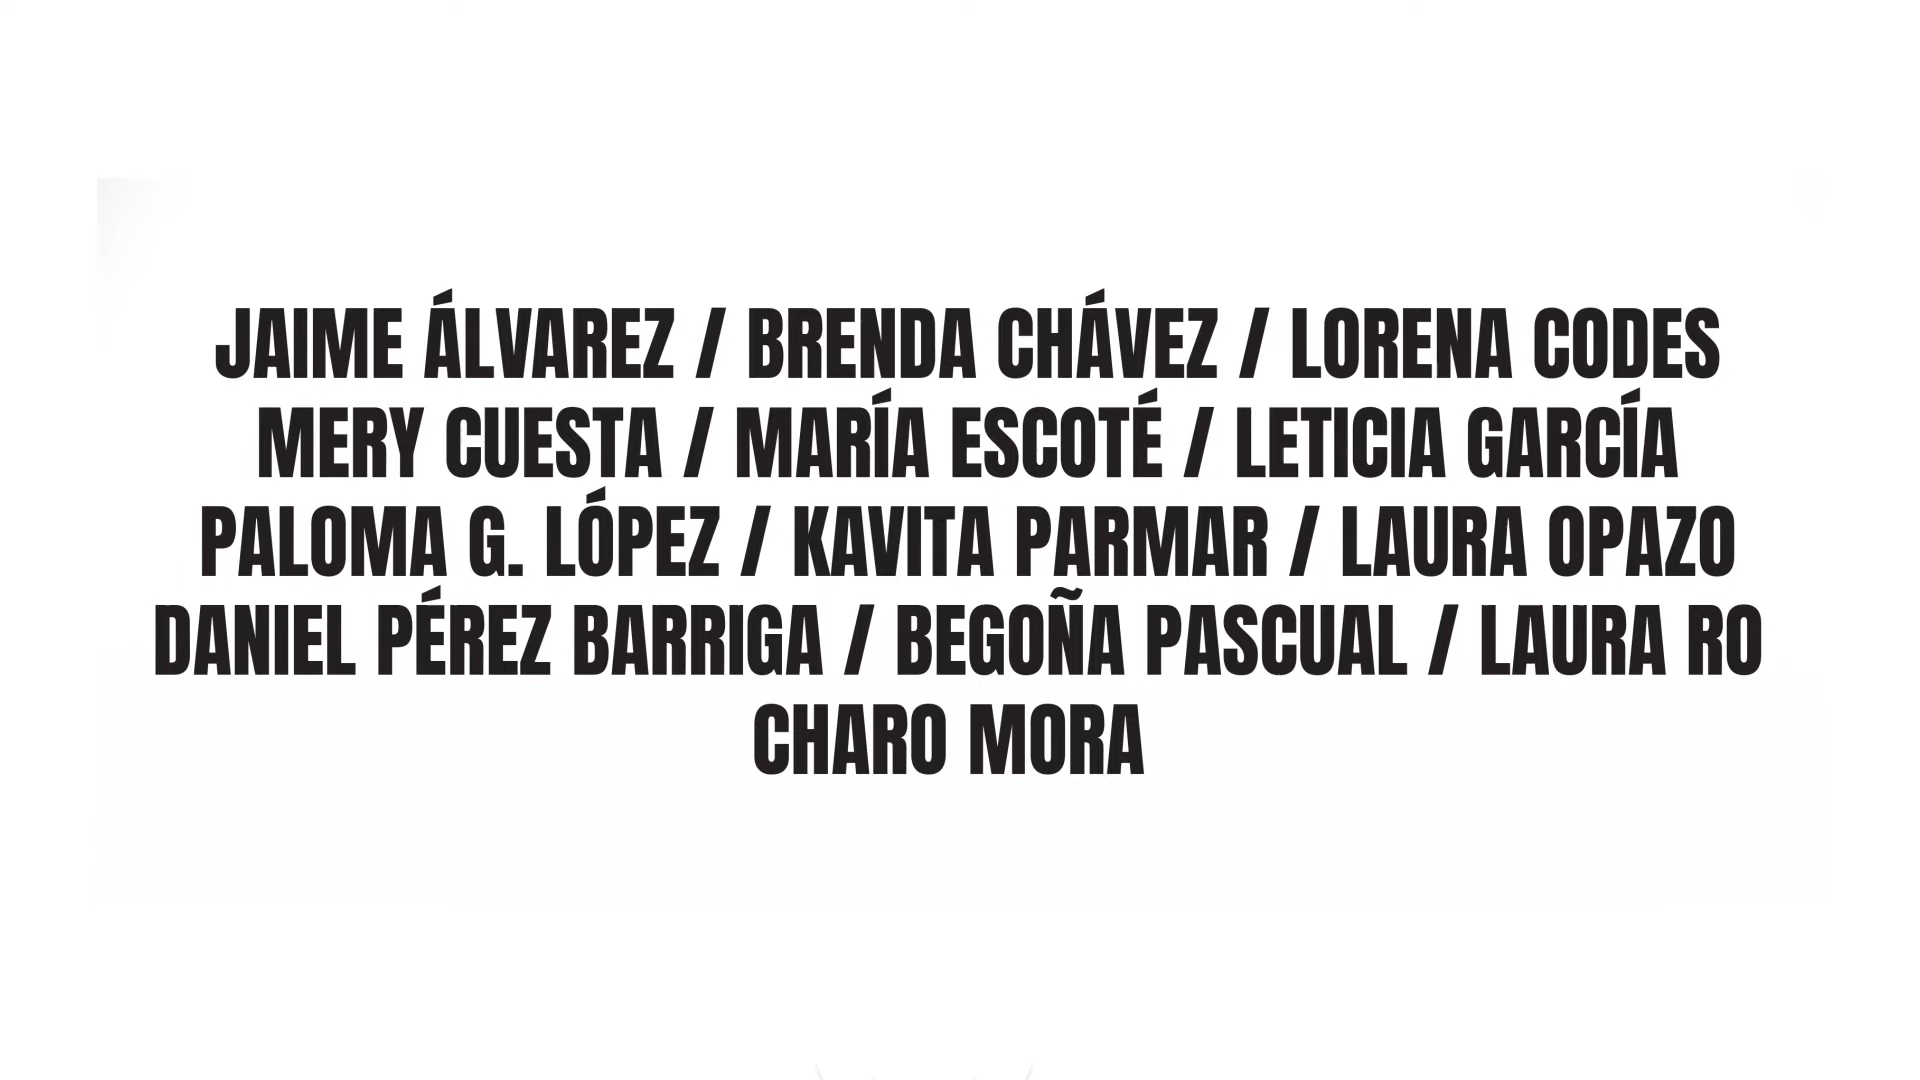 JAIME ÁLVAREZ / BRENDA CHÁVEZ / LORENA CODES
MERY CUESTA / MARÍA ESCOTÉ / LETICIA GARCÍA
PALOMA G. LÓPEZ / KAVITA PARMAR / LAURA OPAZO
DANIEL PÉREZ BARRIGA / BEGOÑA PASCUAL / LAURA RO
CHARO MORA